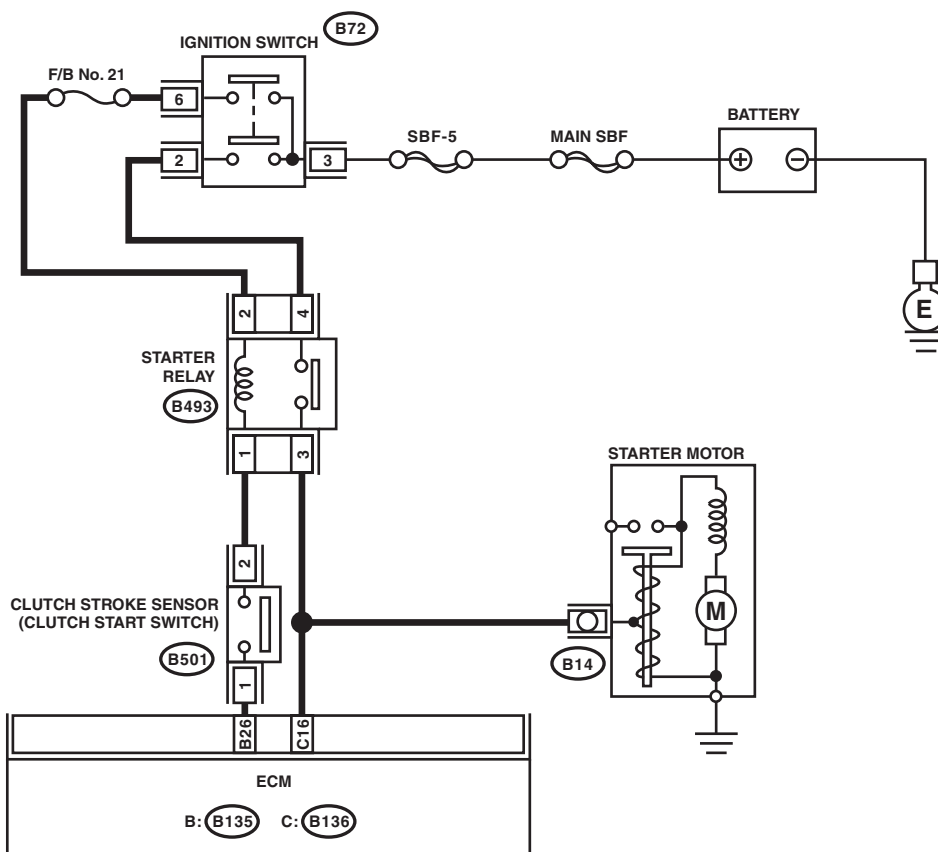 B72
IGNITION SWITCH
F/B No. 21
6
2
3
SBF-5
MAIN SBF
BATTERY
+
−
E
2
4
STARTER
RELAY
B493
1
3
STARTER MOTOR
M
2
CLUTCH STROKE SENSOR
(CLUTCH START SWITCH)
B501
1
B14
B26
C16
ECM
B: B135 C: B136